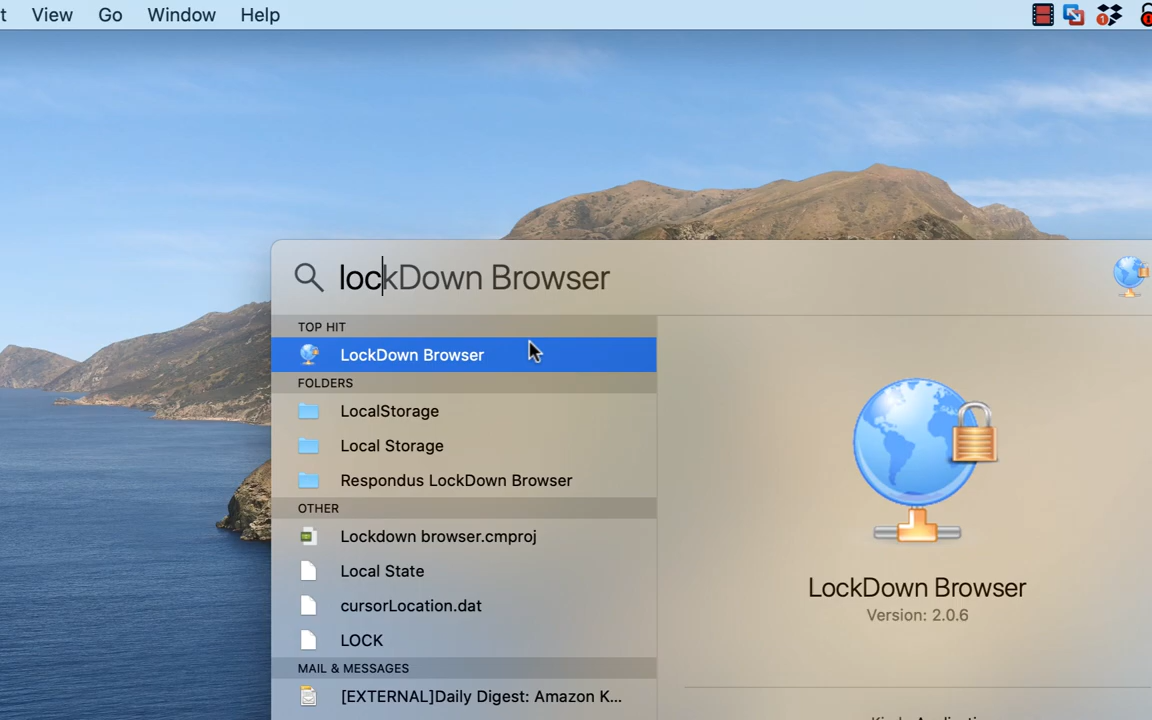 t View Go Window Help
1
locKDown Browser
TOP HIT
LockDown Browser
FOLDERS
LocalStorage
Local Storage
Respondus LockDown Browser
OTHER
Lockdown browser.cmproj
Local State
cursorLocation.dat
LOCK
MAIL & MESSAGES
[EXTERNAL]Daily Digest: Amazon K...
LockDown Browser
Version: 2.0.6